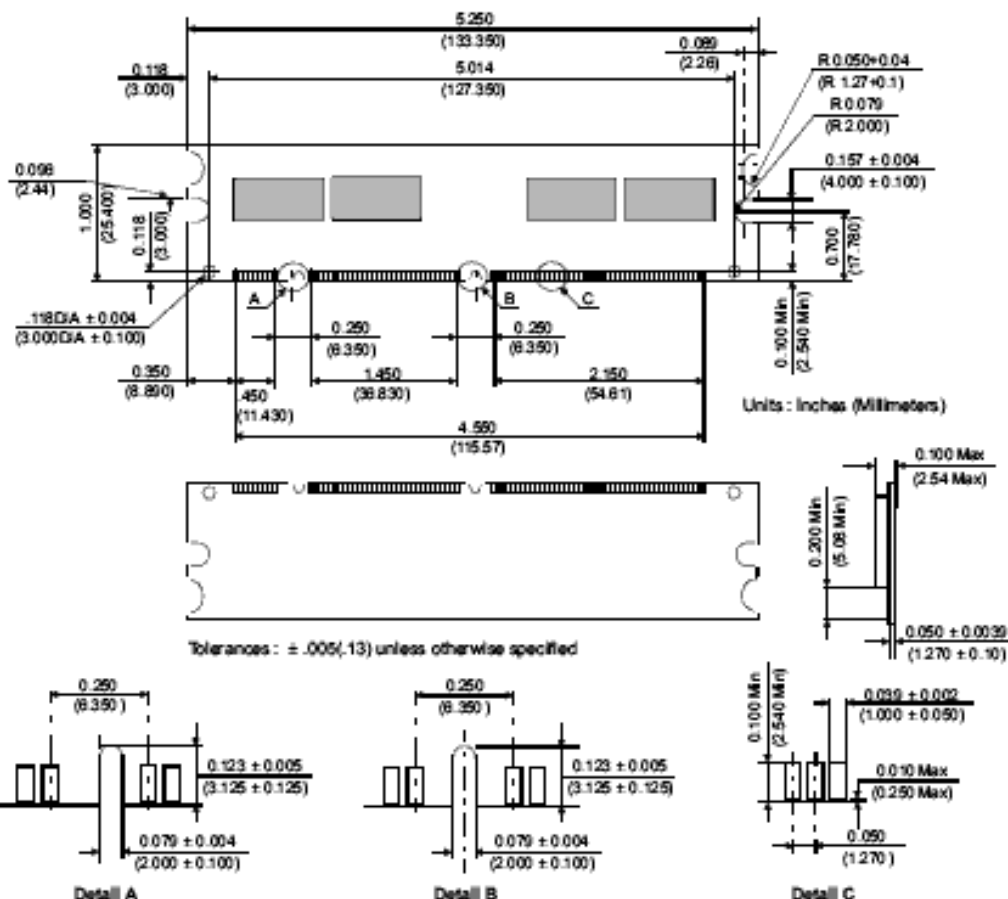 5.250
(133.350)
0.089
(2.26)
R 0.050+0.04
(R 1.27+0.1)
0.118
(3.000)
5.014
(127.350)
R 0.079
(R 2.000)
0.157 ± 0.004
(4.000 ± 0.100)
0.096
(2.44)
1.000
(25.400)
0.118
(3.000)
0.700
(17.780)
A
B
C
.118DIA ± 0.004
(3.000DIA ± 0.100)
0.250
(6.350)
0.250
(6.350)
0.100 Min
(2.540 Min)
0.350
(8.890)
.450
(11.430)
1.450
(36.830)
2.150
(54.61)
Units : Inches (Millimeters)
4.550
(115.57)
0.100 Max
(2.54 Max)
0.200 Min
(5.08 Min)
0.050 ± 0.0039
(1.270 ± 0.10)
Tolerances : ± .005(.13) unless otherwise specified
0.250
(6.350)
0.123 ± 0.005
(3.125 ± 0.125)
0.079 ± 0.004
(2.000 ± 0.100)
Detail A
0.250
(6.350)
0.123 ± 0.005
(3.125 ± 0.125)
0.079 ± 0.004
(2.000 ± 0.100)
Detail B
0.100 Min
(2.540 Min)
0.039 ± 0.002
(1.000 ± 0.050)
0.010 Max
(0.250 Max)
0.050
(1.270)
Detail C